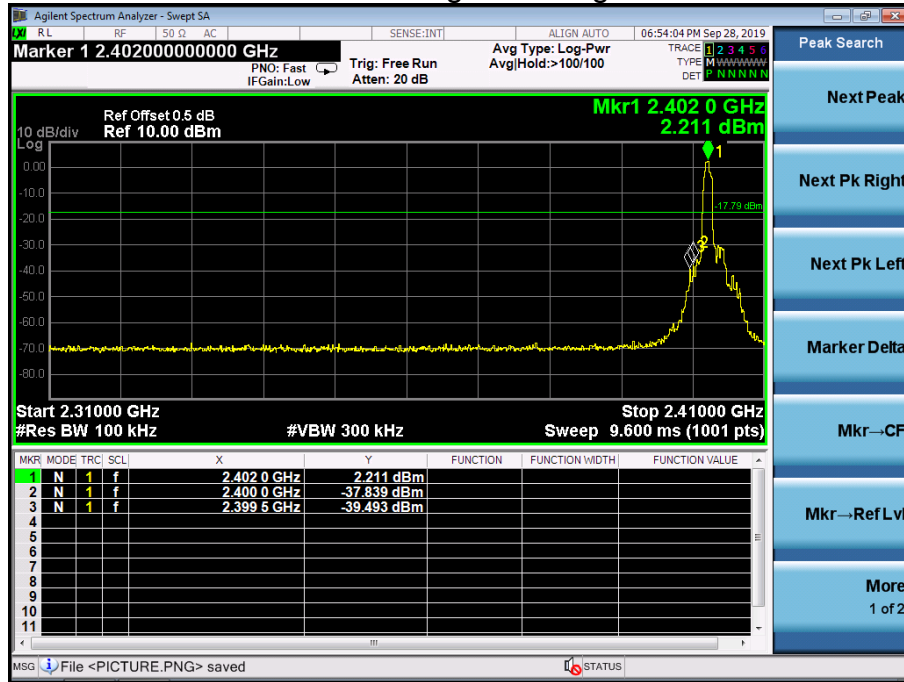 Agilent Spectrum Analyzer - Swept SA
LXI RL RF 50 Ω AC SENSE:INT ALIGN AUTO 06:54:04 PM Sep 28, 2019
Marker 1 2.402000000000 GHz
PNO: Fast
IFGain:Low
Trig: Free Run
Atten: 20 dB
Avg Type: Log-Pwr
Avg|Hold:>100/100
TRACE 1 2 3 4 5 6
TYPE M W W W W W
DET P N N N N N
Peak Search
Next Peak
Next Pk Right
Next Pk Left
Marker Delta
Mkr→CF
Mkr→Ref Lvl
More
1 of 2
Mkr1 2.402 0 GHz
2.211 dBm
Ref Offset 0.5 dB
10 dB/div Ref 10.00 dBm
Log
1
0.00
-10.0
-17.79 dBm
-20.0
-30.0
2
-40.0
-50.0
-60.0
-70.0
-80.0
Start 2.31000 GHz Stop 2.41000 GHz
#Res BW 100 kHz #VBW 300 kHz Sweep 9.600 ms (1001 pts)
MKR MODE TRC SCL X Y FUNCTION FUNCTION WIDTH FUNCTION VALUE
1 N 1 f 2.402 0 GHz 2.211 dBm
2 N 1 f 2.400 0 GHz -37.839 dBm
3 N 1 f 2.399 5 GHz -39.493 dBm
4
5
6
7
8
9
10
11
MSG File <PICTURE.PNG> saved STATUS